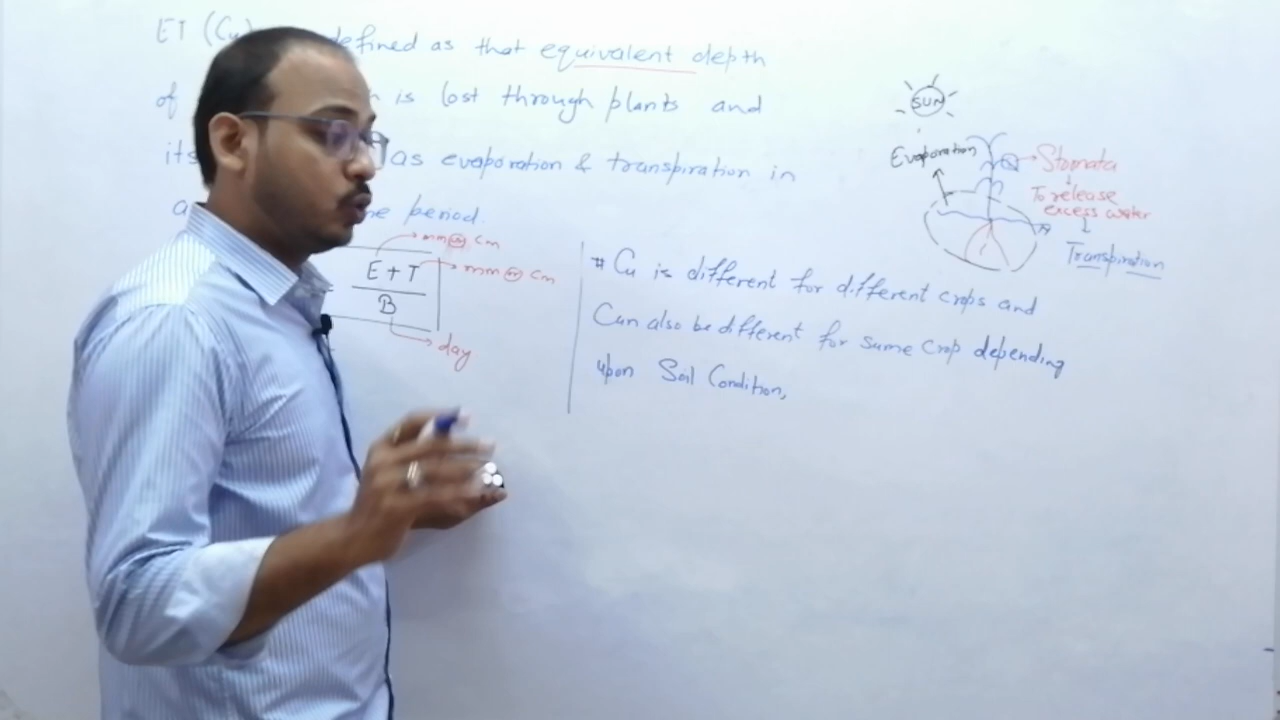 ET (Cu) defined as that equivalent depth
of is lost through plants and
its as evaporation & transpiration in
a period.
mm or cm
E + T
mm or cm
B
day
SUN
Evaporation
Stomata
To release
excess water
Transpiration
# Cu is different for different crops and
Can also be different for same crop depending
upon Soil Condition,